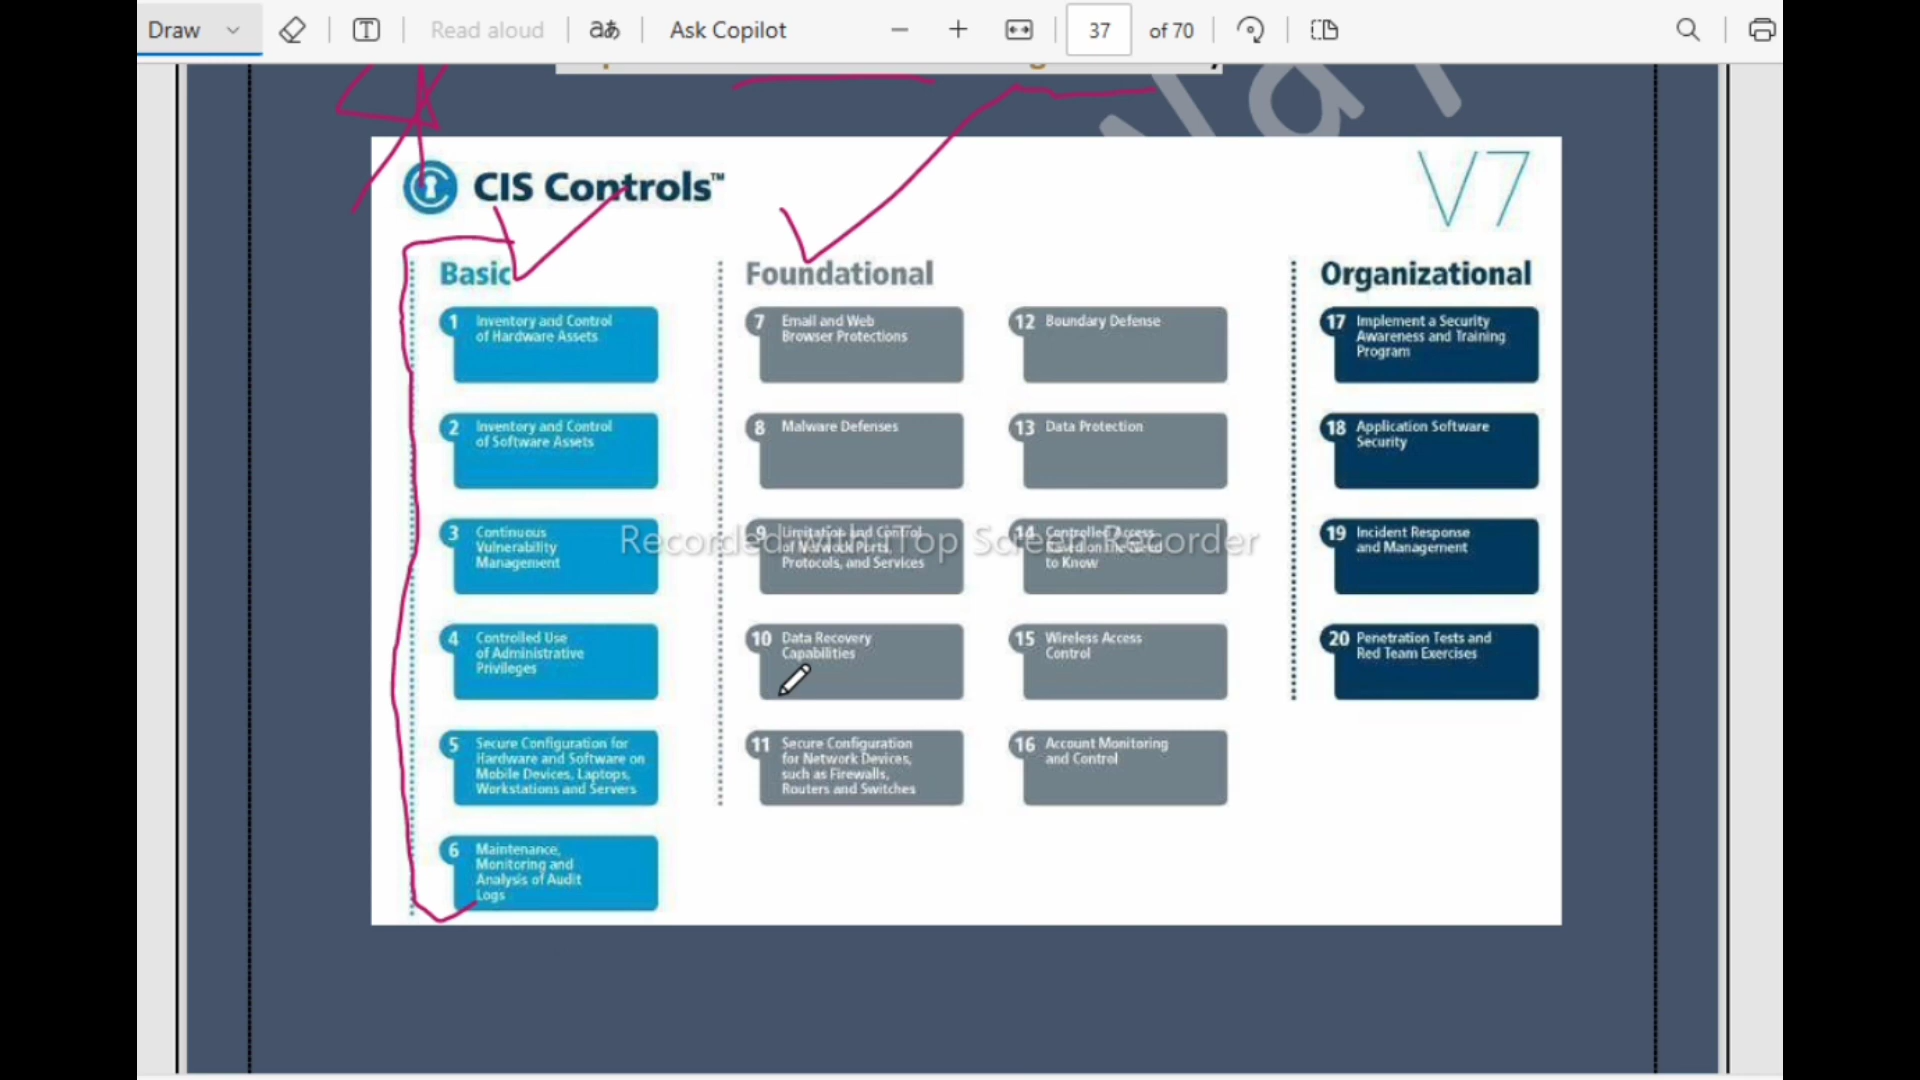 Draw
Read aloud
aあ
Ask Copilot
37
of 70
CIS Controls™
V7
Basic
1 Inventory and Control
of Hardware Assets
2 Inventory and Control
of Software Assets
3 Continuous
Vulnerability
Management
4 Controlled Use
of Administrative
Privileges
5 Secure Configuration for
Hardware and Software on
Mobile Devices, Laptops,
Workstations and Servers
6 Maintenance,
Monitoring and
Analysis of Audit
Logs
Foundational
7 Email and Web
Browser Protections
8 Malware Defenses
9 Limitation and Control
of Network Ports,
Protocols, and Services
10 Data Recovery
Capabilities
11 Secure Configuration
for Network Devices,
such as Firewalls,
Routers and Switches
12 Boundary Defense
13 Data Protection
14 Controlled Access
Based on the Need
to Know
15 Wireless Access
Control
16 Account Monitoring
and Control
Organizational
17 Implement a Security
Awareness and Training
Program
18 Application Software
Security
19 Incident Response
and Management
20 Penetration Tests and
Red Team Exercises
Recorded with iTop Screen Recorder